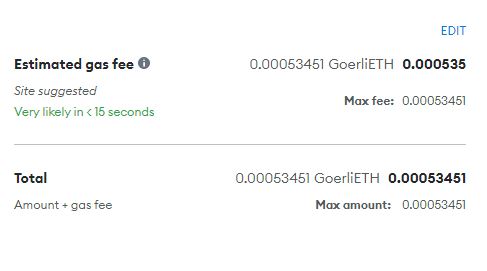 EDIT
Estimated gas fee 0.00053451 GoerliETH 0.000535
Site suggested
Very likely in < 15 seconds
Max fee: 0.00053451
Total 0.00053451 GoerliETH 0.00053451
Amount + gas fee Max amount: 0.00053451